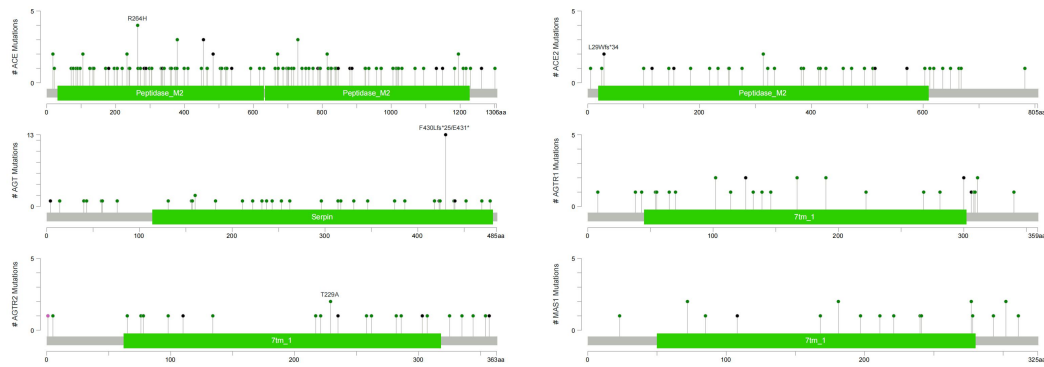 # ACE Mutations
5
0
R264H
Peptidase_M2
Peptidase_M2
0
200
400
600
800
1000
1200
1306aa
# ACE2 Mutations
5
0
L29Wfs*34
Peptidase_M2
0
200
400
600
805aa
# AGT Mutations
13
0
F430Lfs*25/E431*
Serpin
0
100
200
300
400
485aa
# AGTR1 Mutations
5
0
7tm_1
0
100
200
300
359aa
# AGTR2 Mutations
5
0
T229A
7tm_1
0
100
200
300
363aa
# MAS1 Mutations
5
0
7tm_1
0
100
200
325aa